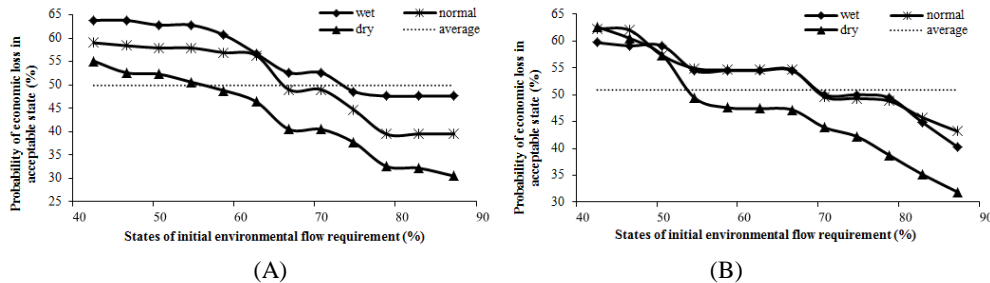 wet normal
dry average
Probability of economic loss in
acceptable state (%)
65
60
55
50
45
40
35
30
25
40 50 60 70 80 90
States of initial environmental flow requirement (%)
(A)
wet normal
dry average
Probability of economic loss in
acceptable state (%)
65
60
55
50
45
40
35
30
40 50 60 70 80 90
States of initial environmental flow requirement (%)
(B)